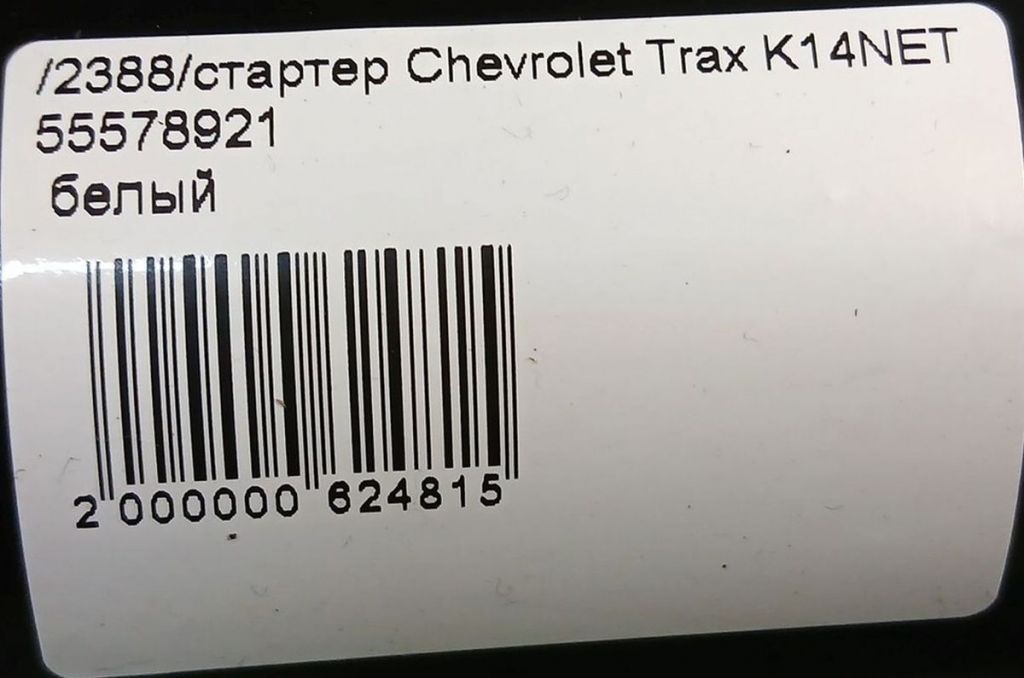 /2388/стартер Chevrolet Trax K14NET
55578921
белый
2 000000 624815